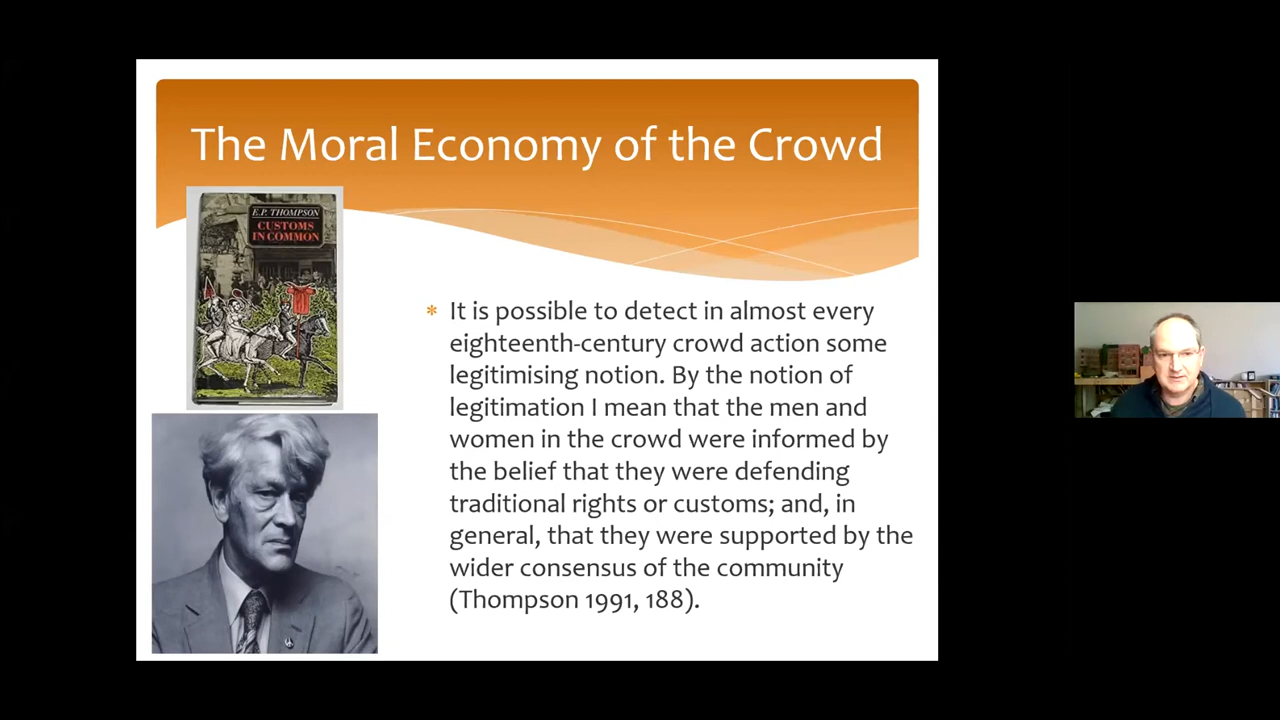 The Moral Economy of the Crowd
E.P. THOMPSON
CUSTOMS
IN COMMON
* It is possible to detect in almost every
eighteenth-century crowd action some
legitimising notion. By the notion of
legitimation I mean that the men and
women in the crowd were informed by
the belief that they were defending
traditional rights or customs; and, in
general, that they were supported by the
wider consensus of the community
(Thompson 1991, 188).